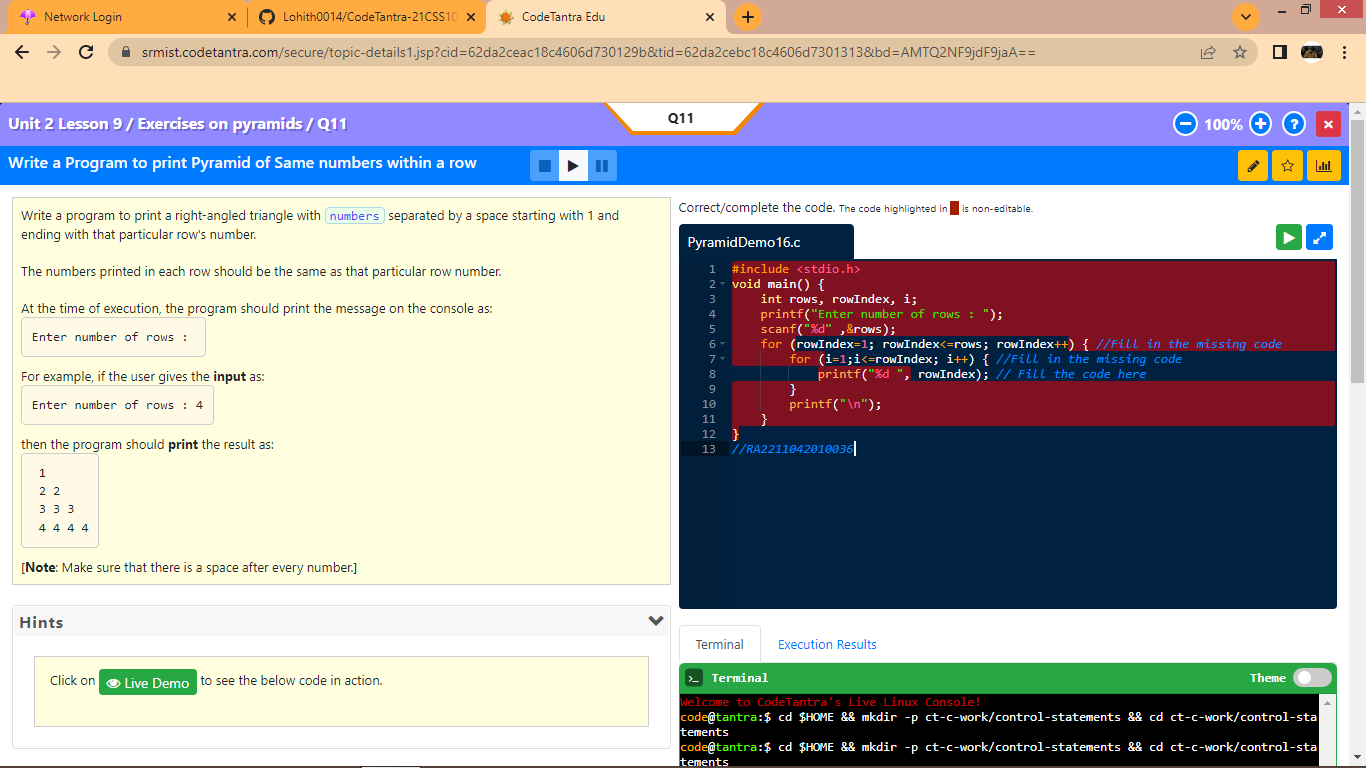 Network Login
Lohith0014/CodeTantra-21CSS10
CodeTantra Edu
srmist.codetantra.com/secure/topic-details1.jsp?cid=62da2ceac18c4606d730129b&tid=62da2cebc18c4606d7301313&bd=AMTQ2NF9jdF9jaA==
Unit 2 Lesson 9 / Exercises on pyramids / Q11
Q11
100%
Write a Program to print Pyramid of Same numbers within a row
Write a program to print a right-angled triangle with numbers separated by a space starting with 1 and
ending with that particular row's number.
The numbers printed in each row should be the same as that particular row number.
At the time of execution, the program should print the message on the console as:
Enter number of rows :
For example, if the user gives the input as:
Enter number of rows : 4
then the program should print the result as:
1
2 2
3 3 3
4 4 4 4
[Note: Make sure that there is a space after every number.]
Hints
Click on Live Demo to see the below code in action.
Correct/complete the code. The code highlighted in is non-editable.
PyramidDemo16.c
1 #include <stdio.h>
2 void main() {
3 int rows, rowIndex, i;
4 printf("Enter number of rows : ");
5 scanf("%d" ,&rows);
6 for (rowIndex=1; rowIndex<=rows; rowIndex++) { //Fill in the missing code
7 for (i=1;i<=rowIndex; i++) { //Fill in the missing code
8 printf("%d ", rowIndex); // Fill the code here
9 }
10 printf("\n");
11 }
12 }
13 //RA2211042010036
Terminal
Execution Results
Terminal
Theme
Welcome to CodeTantra's Live Linux Console!
code@tantra:$ cd $HOME && mkdir -p ct-c-work/control-statements && cd ct-c-work/control-sta
tements
code@tantra:$ cd $HOME && mkdir -p ct-c-work/control-statements && cd ct-c-work/control-sta
tements